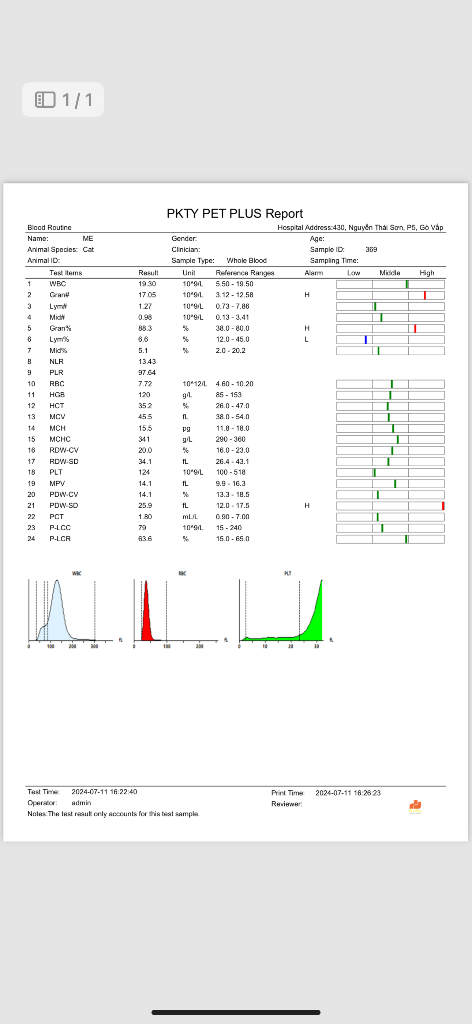 1/1
PKTY PET PLUS Report
Blood Routine Hospital Address:430, Nguyễn Thái Sơn, P5, Gò Vấp
Name: ME Gender: Age:
Animal Species: Cat Clinician: Sample ID: 369
Animal ID: Sample Type: Whole Blood Sampling Time:
Test Items Result Unit Reference Ranges Alarm Low Middle High
1 WBC 19.30 10^9/L 5.50 - 19.50
2 Gran# 17.05 10^9/L 3.12 - 12.58 H
3 Lym# 1.27 10^9/L 0.73 - 7.86
4 Mid# 0.98 10^9/L 0.13 - 3.41
5 Gran% 88.3 % 38.0 - 80.0 H
6 Lym% 6.6 % 12.0 - 45.0 L
7 Mid% 5.1 % 2.0 - 20.2
8 NLR 13.43
9 PLR 97.64
10 RBC 7.72 10^12/L 4.60 - 10.20
11 HGB 120 g/L 85 - 153
12 HCT 35.2 % 26.0 - 47.0
13 MCV 45.5 fL 38.0 - 54.0
14 MCH 15.5 pg 11.8 - 18.0
15 MCHC 341 g/L 290 - 360
16 RDW-CV 20.0 % 16.0 - 23.0
17 RDW-SD 34.1 fL 26.4 - 43.1
18 PLT 124 10^9/L 100 - 518
19 MPV 14.1 fL 9.9 - 16.3
20 PDW-CV 14.1 % 13.3 - 18.5
21 PDW-SD 25.9 fL 12.0 - 17.5 H
22 PCT 1.80 mL/L 0.90 - 7.00
23 P-LCC 79 10^9/L 15 - 240
24 P-LCR 63.6 % 15.0 - 65.0
WBC RBC PLT
0 100 200 300 fL 0 100 200 fL 0 10 20 30 fL
Test Time: 2024-07-11 16:22:40 Print Time: 2024-07-11 16:26:23
Operator: admin Reviewer:
Notes:The test result only accounts for this test sample.